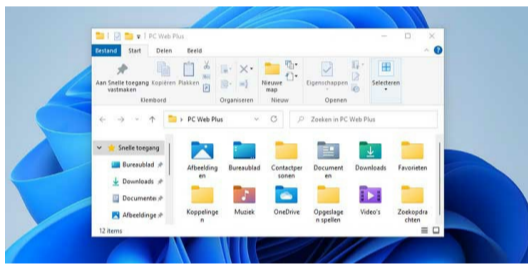 PC Web Plus
Bestand Start Delen Beeld
Aan Snelle toegang vastmaken
Kopiëren Plakken
Nieuwe map
Eigenschappen
Selecteren
Klembord Organiseren Nieuw Openen
PC Web Plus
Zoeken in PC Web Plus
Snelle toegang
Bureaublad
Downloads
Documenten
Afbeeldinge
Afbeelding
en
Bureaublad
Contactper
sonen
Document
en
Downloads
Favorieten
Koppelinge
n
Muziek
OneDrive
Opgeslage
n spellen
Video's
Zoekopdra
chten
12 items